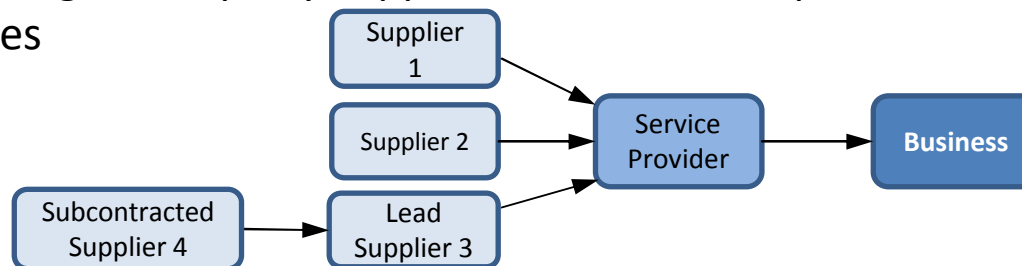 es
Supplier
1
Supplier 2
Service
Provider
Business
Subcontracted
Supplier 4
Lead
Supplier 3